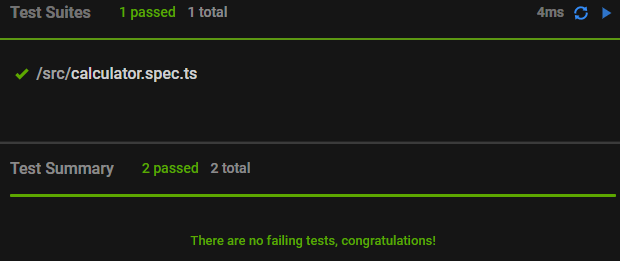 Test Suites 1 passed 1 total 4ms
/src/calculator.spec.ts
Test Summary 2 passed 2 total
There are no failing tests, congratulations!